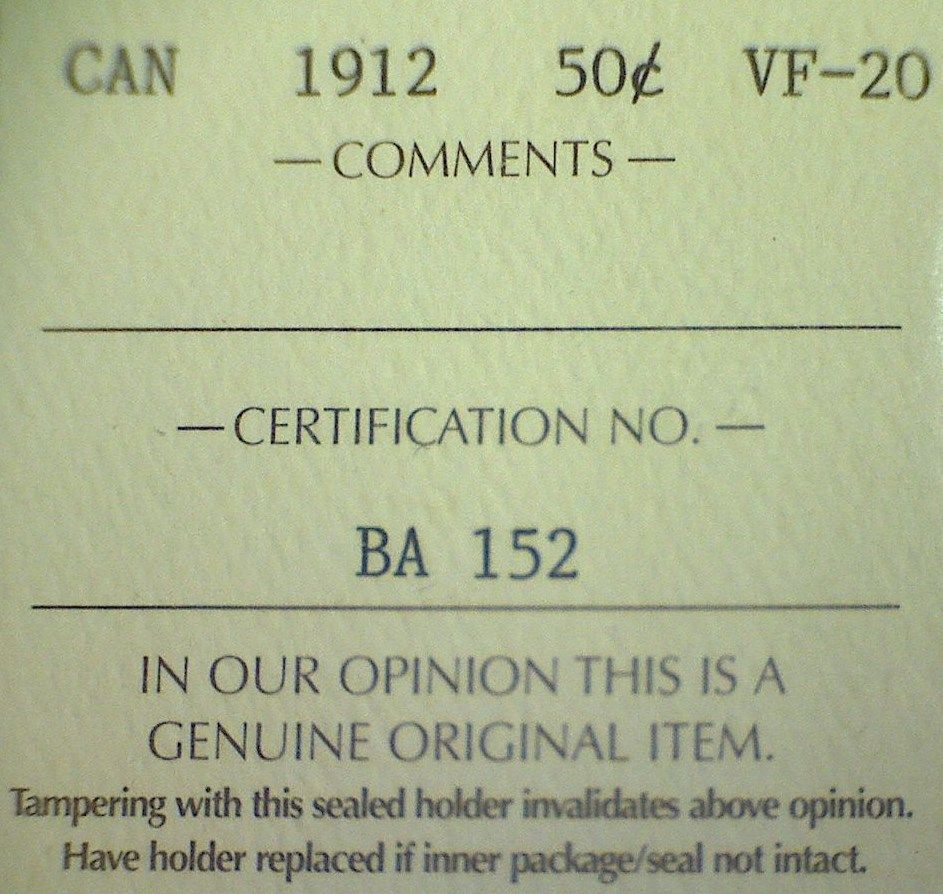 CAN 1912 50¢ VF-20
—COMMENTS—
—CERTIFICATION NO.—
BA 152
IN OUR OPINION THIS IS A
GENUINE ORIGINAL ITEM.
Tampering with this sealed holder invalidates above opinion.
Have holder replaced if inner package/seal not intact.